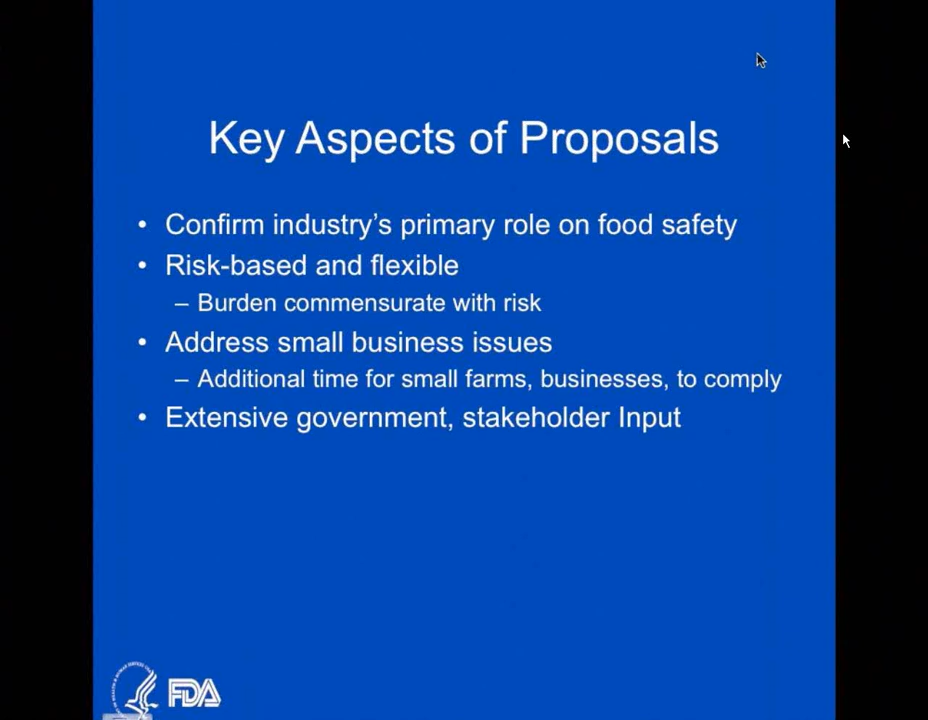 Key Aspects of Proposals
• Confirm industry's primary role on food safety
• Risk-based and flexible
– Burden commensurate with risk
• Address small business issues
– Additional time for small farms, businesses, to comply
• Extensive government, stakeholder Input
FDA